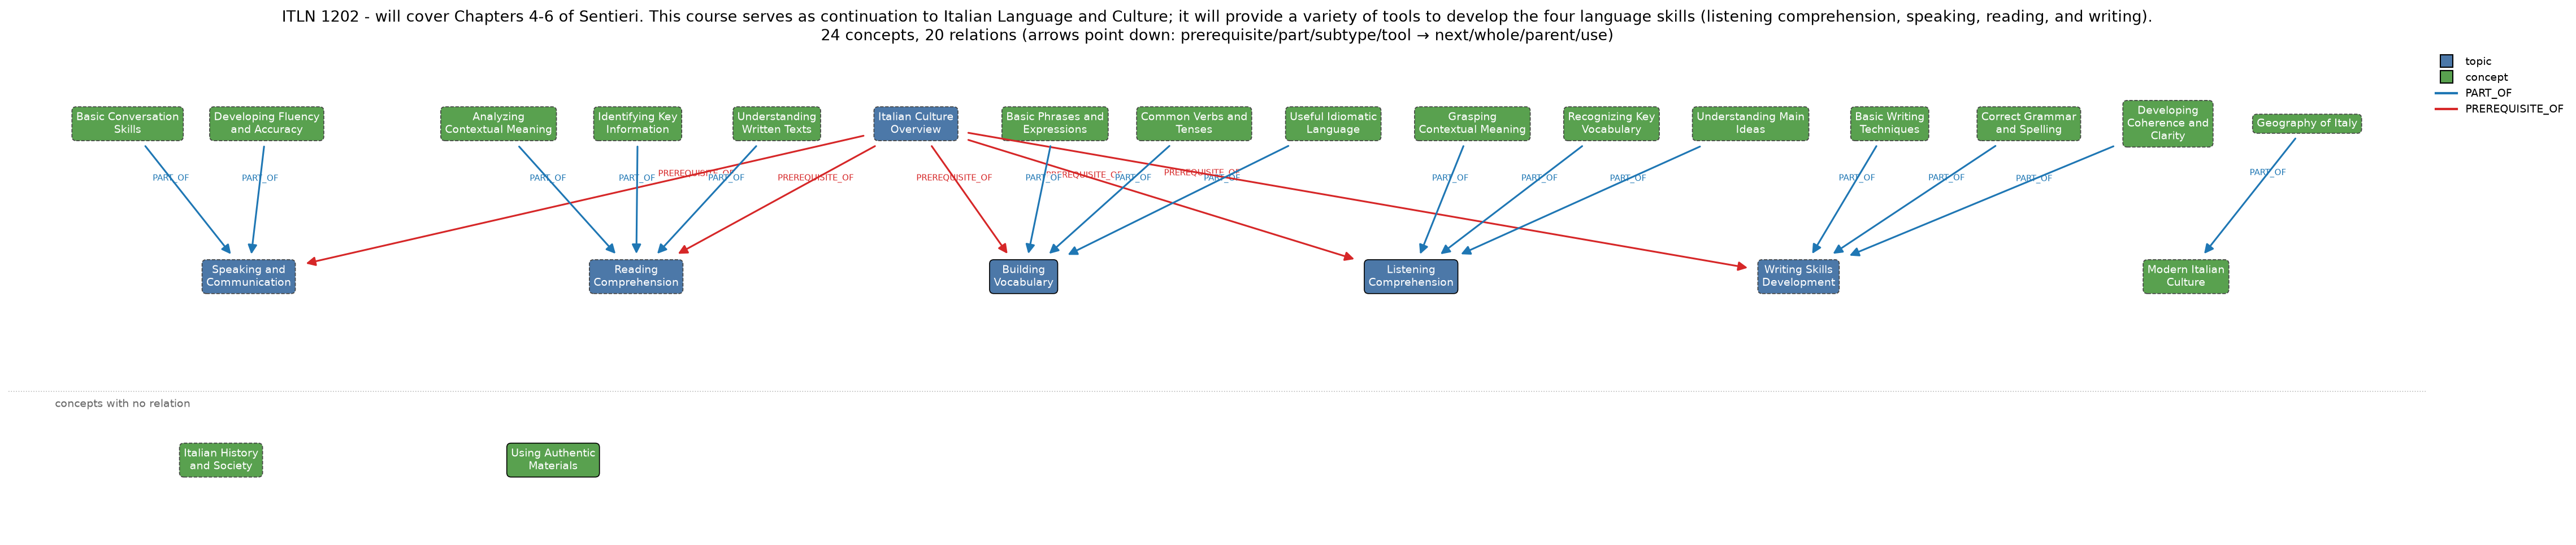 ITLN 1202 - will cover Chapters 4-6 of Sentieri. This course serves as continuation to Italian Language and Culture; it will provide a variety of tools to develop the four language skills (listening comprehension, speaking, reading, and writing).
24 concepts, 20 relations (arrows point down: prerequisite/part/subtype/tool → next/whole/parent/use)
topic
concept
PART_OF
PREREQUISITE_OF
Basic Conversation
Skills
Developing Fluency
and Accuracy
Analyzing
Contextual Meaning
Identifying Key
Information
Understanding
Written Texts
Italian Culture
Overview
Basic Phrases and
Expressions
Common Verbs and
Tenses
Useful Idiomatic
Language
Grasping
Contextual Meaning
Recognizing Key
Vocabulary
Understanding Main
Ideas
Basic Writing
Techniques
Correct Grammar
and Spelling
Developing
Coherence and
Clarity
Geography of Italy
PART_OF
PART_OF
PART_OF
PART_OF
PREREQUISITE_OF
PART_OF
PREREQUISITE_OF
PREREQUISITE_OF
PART_OF
PREREQUISITE_OF
PART_OF
PREREQUISITE_OF
PART_OF
PART_OF
PART_OF
PART_OF
PART_OF
PART_OF
PART_OF
PART_OF
Speaking and
Communication
Reading
Comprehension
Building
Vocabulary
Listening
Comprehension
Writing Skills
Development
Modern Italian
Culture
concepts with no relation
Italian History
and Society
Using Authentic
Materials